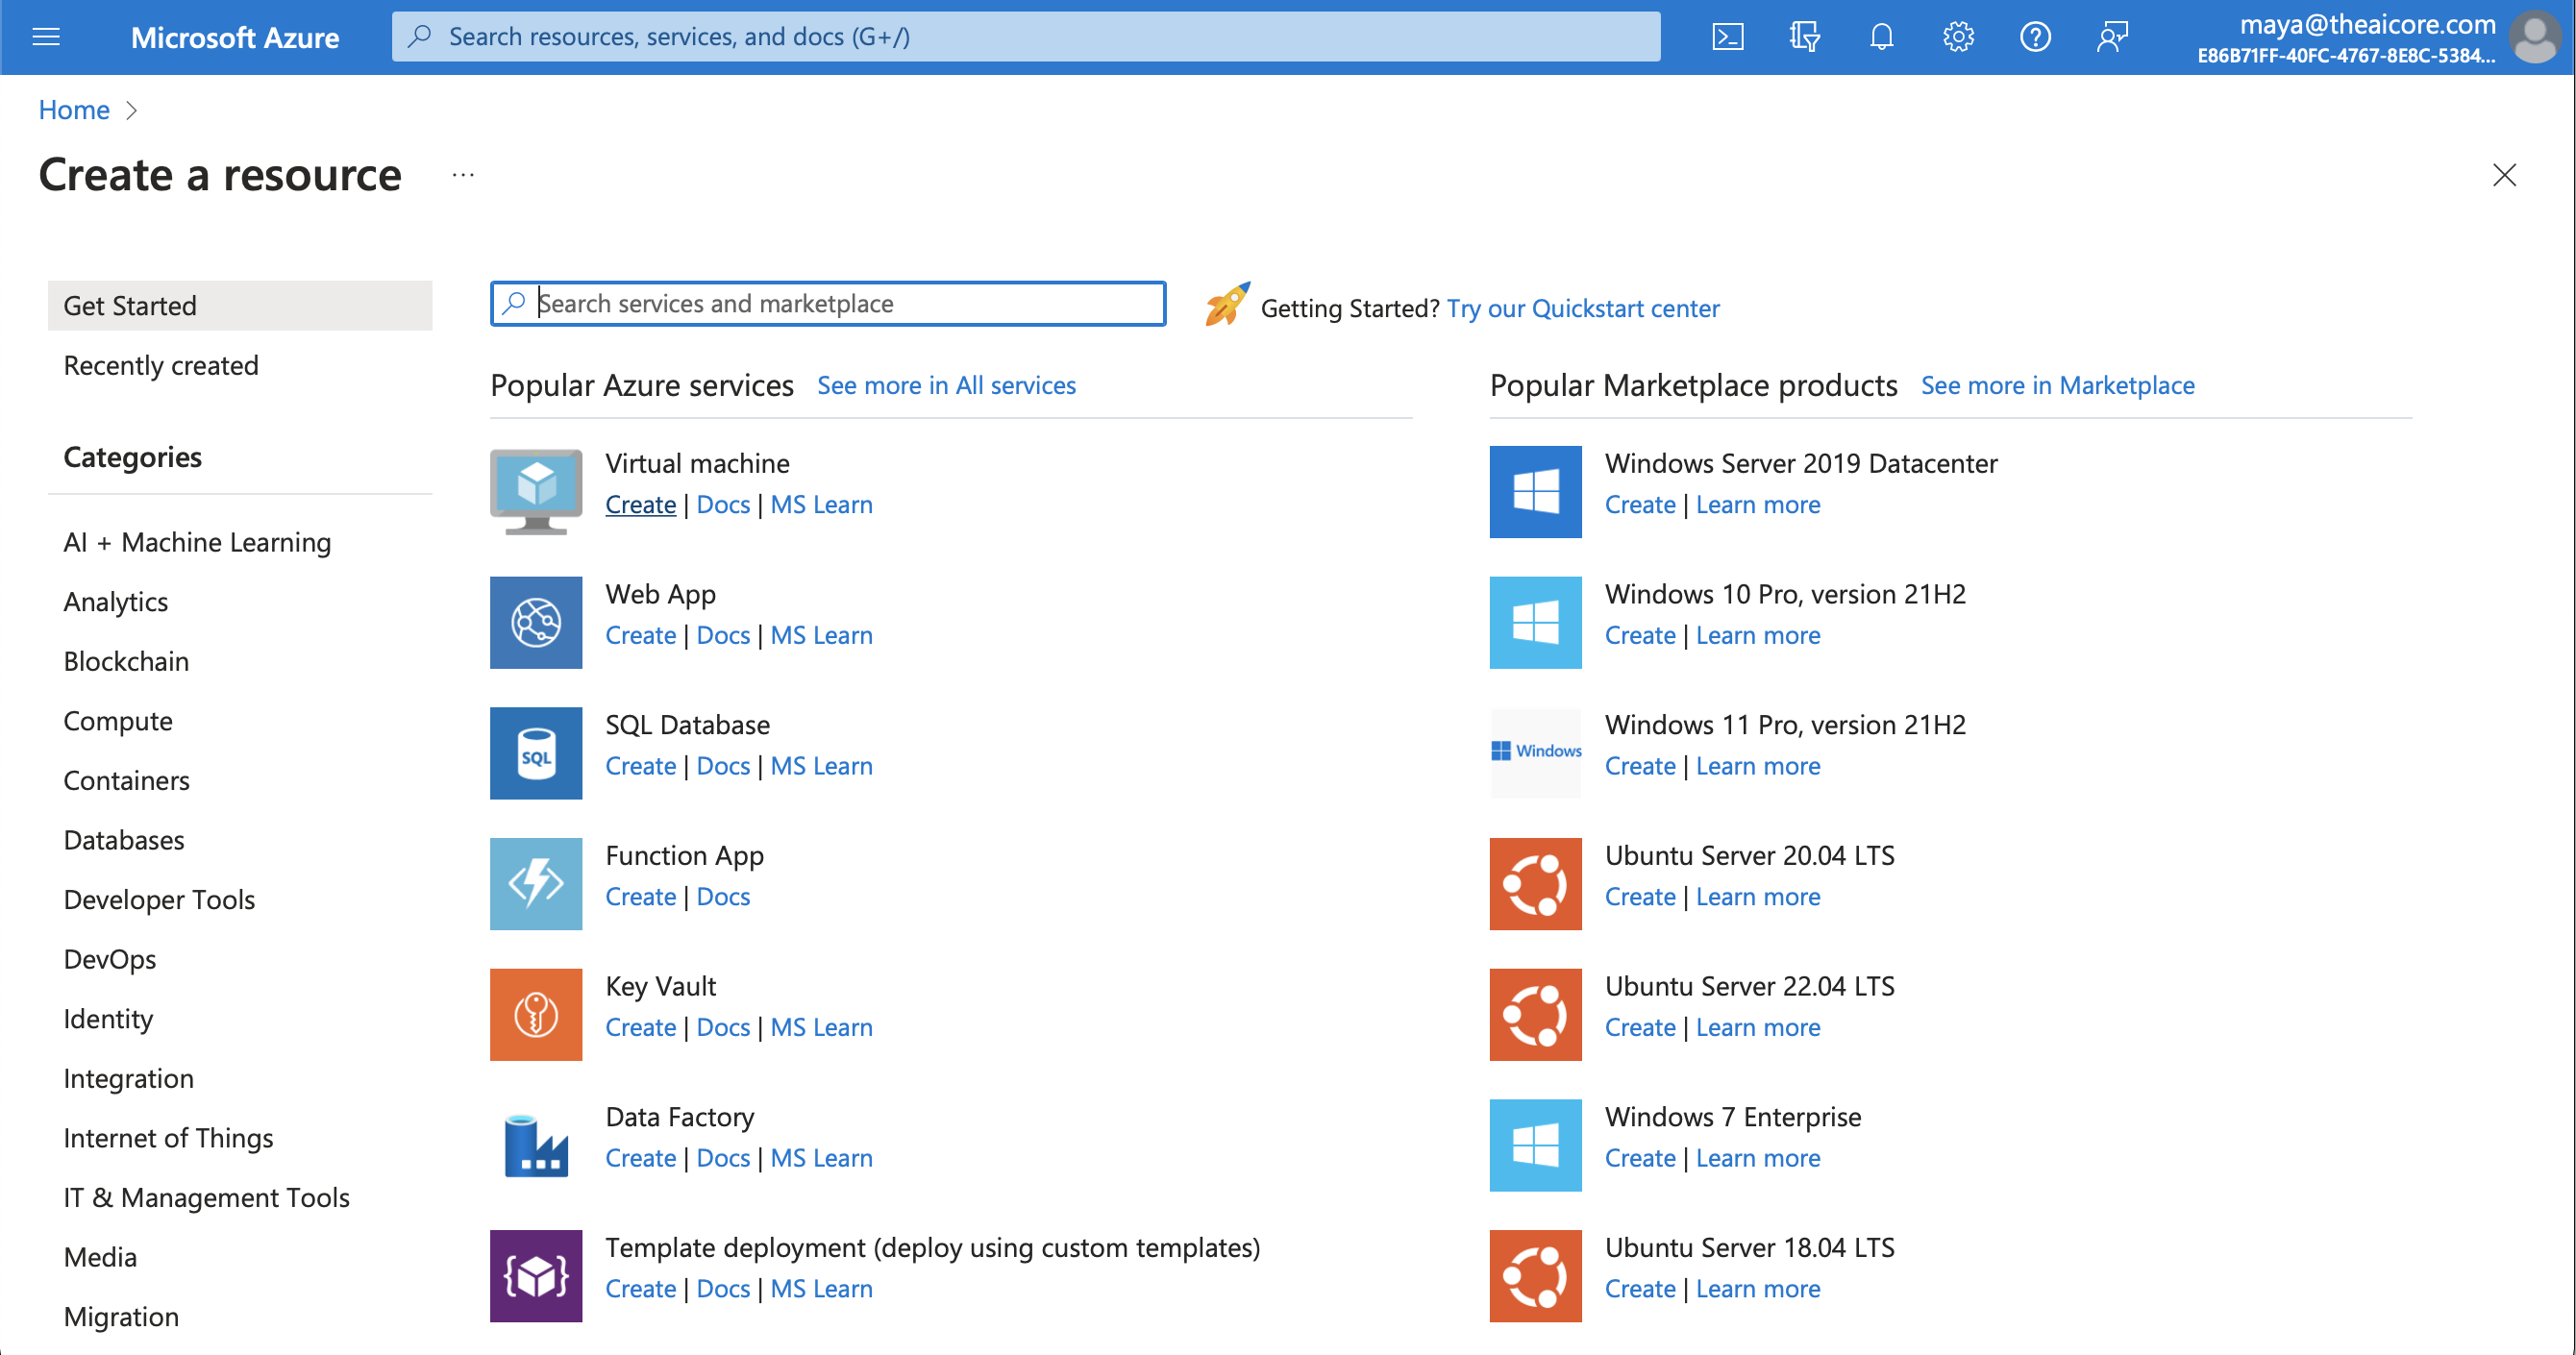 Microsoft Azure
Search resources, services, and docs (G+/)
maya@theaicore.com
E86B71FF-40FC-4767-8E8C-5384...
Home
Create a resource
...
Get Started
Recently created
Categories
AI + Machine Learning
Analytics
Blockchain
Compute
Containers
Databases
Developer Tools
DevOps
Identity
Integration
Internet of Things
IT & Management Tools
Media
Migration
Search services and marketplace
Getting Started? Try our Quickstart center
Popular Azure services See more in All services
Virtual machine
Create | Docs | MS Learn
Web App
Create | Docs | MS Learn
SQL
SQL Database
Create | Docs | MS Learn
Function App
Create | Docs
Key Vault
Create | Docs | MS Learn
Data Factory
Create | Docs | MS Learn
Template deployment (deploy using custom templates)
Create | Docs | MS Learn
Popular Marketplace products See more in Marketplace
Windows Server 2019 Datacenter
Create | Learn more
Windows 10 Pro, version 21H2
Create | Learn more
Windows
Windows 11 Pro, version 21H2
Create | Learn more
Ubuntu Server 20.04 LTS
Create | Learn more
Ubuntu Server 22.04 LTS
Create | Learn more
Windows 7 Enterprise
Create | Learn more
Ubuntu Server 18.04 LTS
Create | Learn more